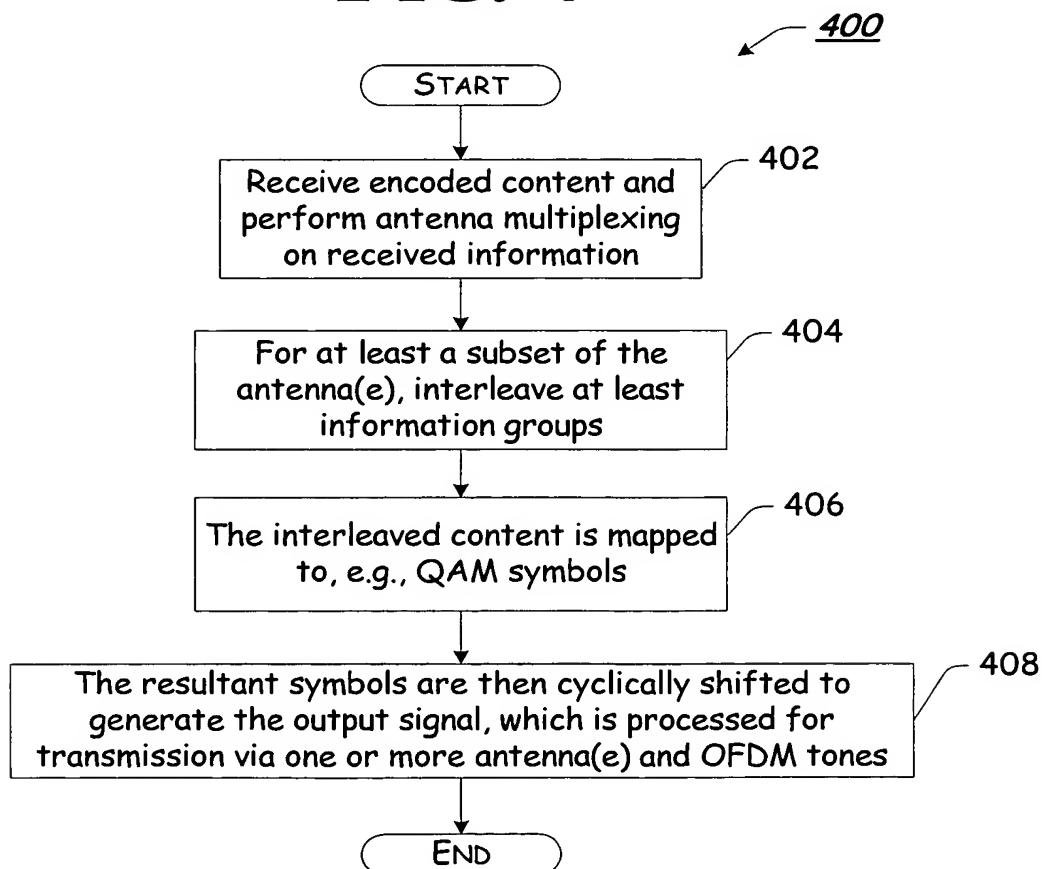 400
START
402
Receive encoded content and
perform antenna multiplexing
on received information
404
For at least a subset of the
antenna(e), interleave at least
information groups
406
The interleaved content is mapped
to, e.g., QAM symbols
408
The resultant symbols are then cyclically shifted to
generate the output signal, which is processed for
transmission via one or more antenna(e) and OFDM tones
END